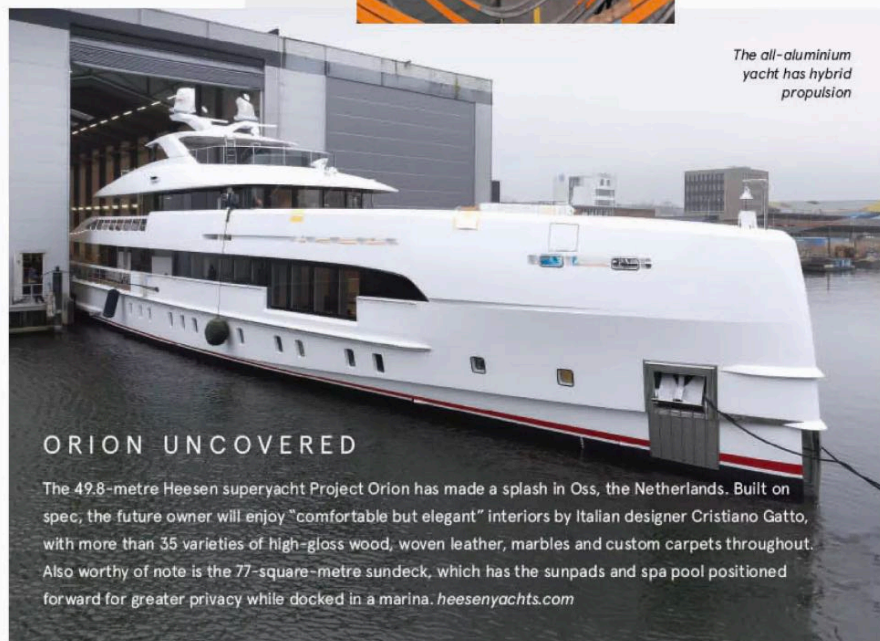 The all-aluminium
yacht has hybrid
propulsion
ORION UNCOVERED
The 49.8-metre Heesen superyacht Project Orion has made a splash in Oss, the Netherlands. Built on
spec, the future owner will enjoy “comfortable but elegant” interiors by Italian designer Cristiano Gatto,
with more than 35 varieties of high-gloss wood, woven leather, marbles and custom carpets throughout.
Also worthy of note is the 77-square-metre sundeck, which has the sunpads and spa pool positioned
forward for greater privacy while docked in a marina. heesenyachts.com